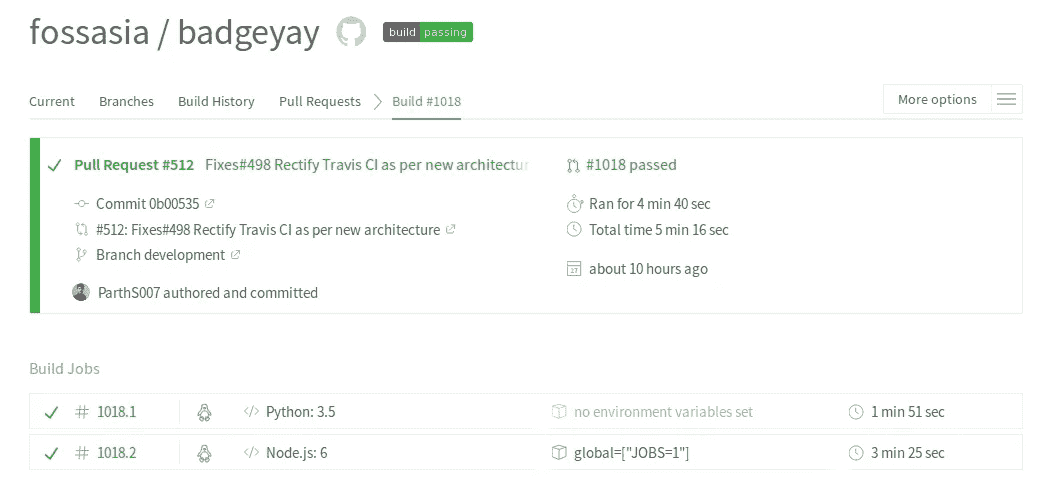 fossasia / badgeyay build passing
Current Branches Build History Pull Requests Build #1018 More options
Pull Request #512 Fixes#498 Rectify Travis CI as per new architectur
#1018 passed
Commit 0b00535
Ran for 4 min 40 sec
#512: Fixes#498 Rectify Travis CI as per new architecture
Total time 5 min 16 sec
Branch development
27 about 10 hours ago
ParthS007 authored and committed
Build Jobs
# 1018.1 </> Python: 3.5 no environment variables set 1 min 51 sec
# 1018.2 </> Node.js: 6 global=["JOBS=1"] 3 min 25 sec